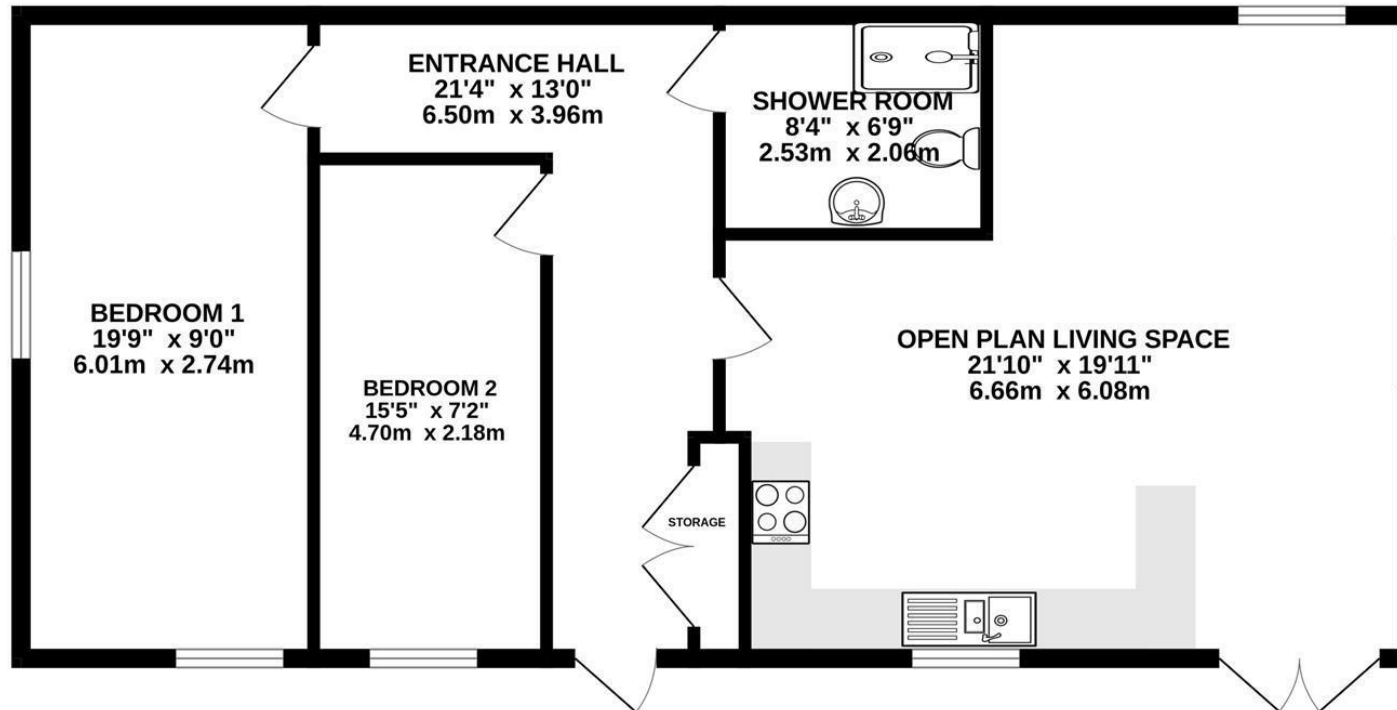 ENTRANCE HALL
21'4" x 13'0"
6.50m x 3.96m
SHOWER ROOM
8'4" x 6'9"
2.53m x 2.06m
BEDROOM 1
19'9" x 9'0"
6.01m x 2.74m
BEDROOM 2
15'5" x 7'2"
4.70m x 2.18m
OPEN PLAN LIVING SPACE
21'10" x 19'11"
6.66m x 6.08m
STORAGE